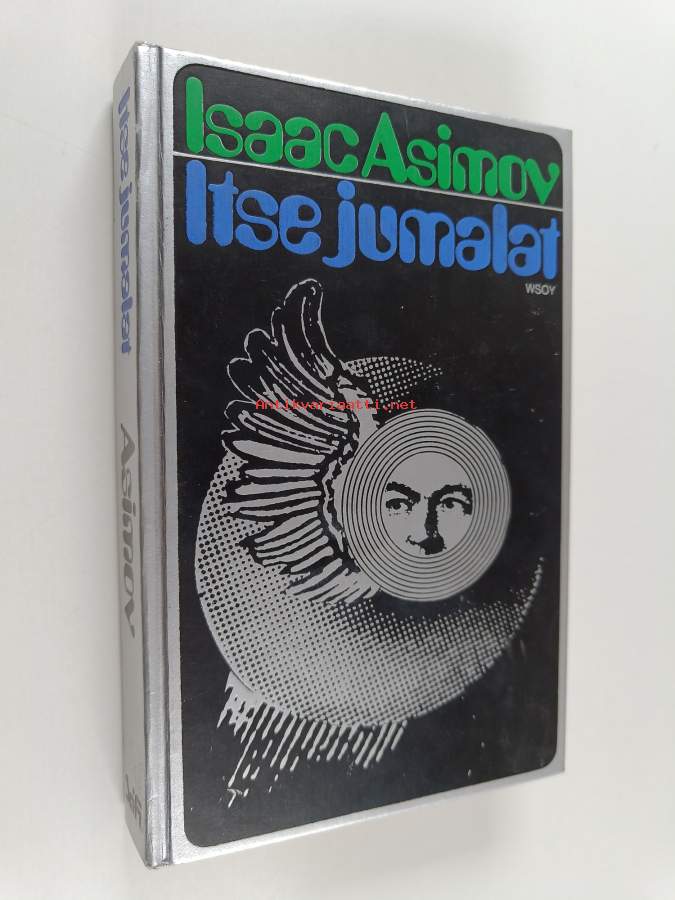 Isaac Asimov
Itse jumalat
WSOY
Antikvariaatti.net
Itse jumalat
Asimov